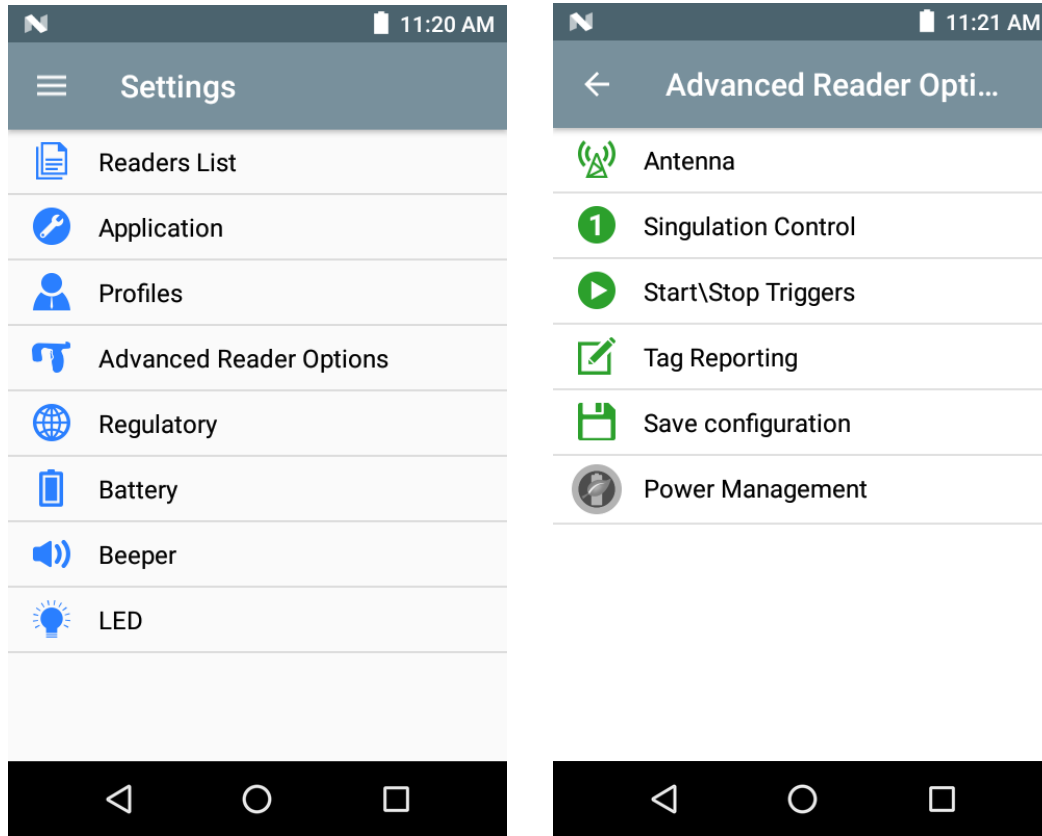 11:20 AM
Settings
Readers List
Application
Profiles
Advanced Reader Options
Regulatory
Battery
Beeper
LED
11:21 AM
Advanced Reader Opti...
Antenna
1
Singulation Control
Start\Stop Triggers
Tag Reporting
Save configuration
Power Management